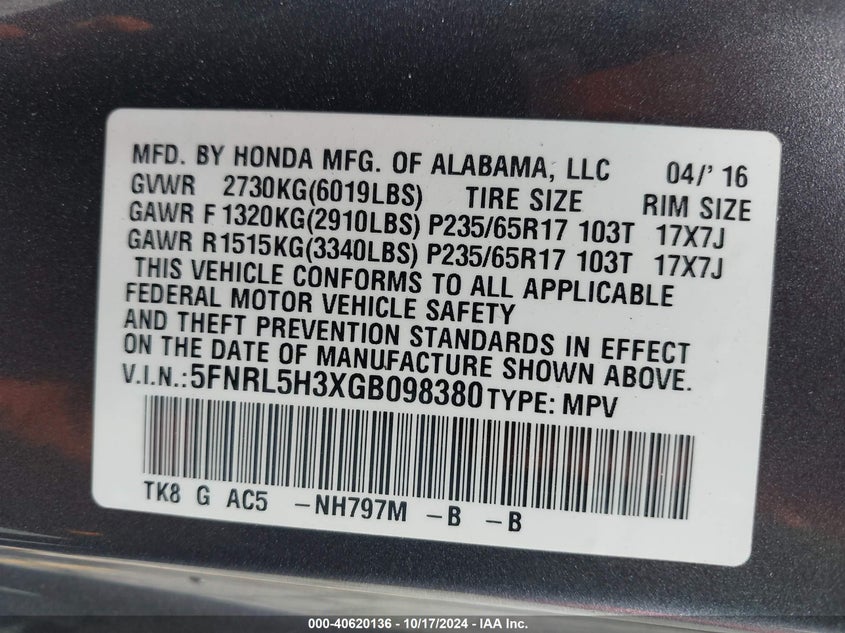 MFD. BY HONDA MFG. OF ALABAMA, LLC 04/' 16
GVWR 2730KG(6019LBS) TIRE SIZE RIM SIZE
GAWR F 1320KG(2910LBS) P235/65R17 103T 17X7J
GAWR R1515KG(3340LBS) P235/65R17 103T 17X7J
THIS VEHICLE CONFORMS TO ALL APPLICABLE
FEDERAL MOTOR VEHICLE SAFETY
AND THEFT PREVENTION STANDARDS IN EFFECT
ON THE DATE OF MANUFACTURE SHOWN ABOVE.
V.I.N.:5FNRL5H3XGB098380 TYPE: MPV
TK8 G AC5 -NH797M -B -B
000-40620136 - 10/17/2024 - IAA Inc.